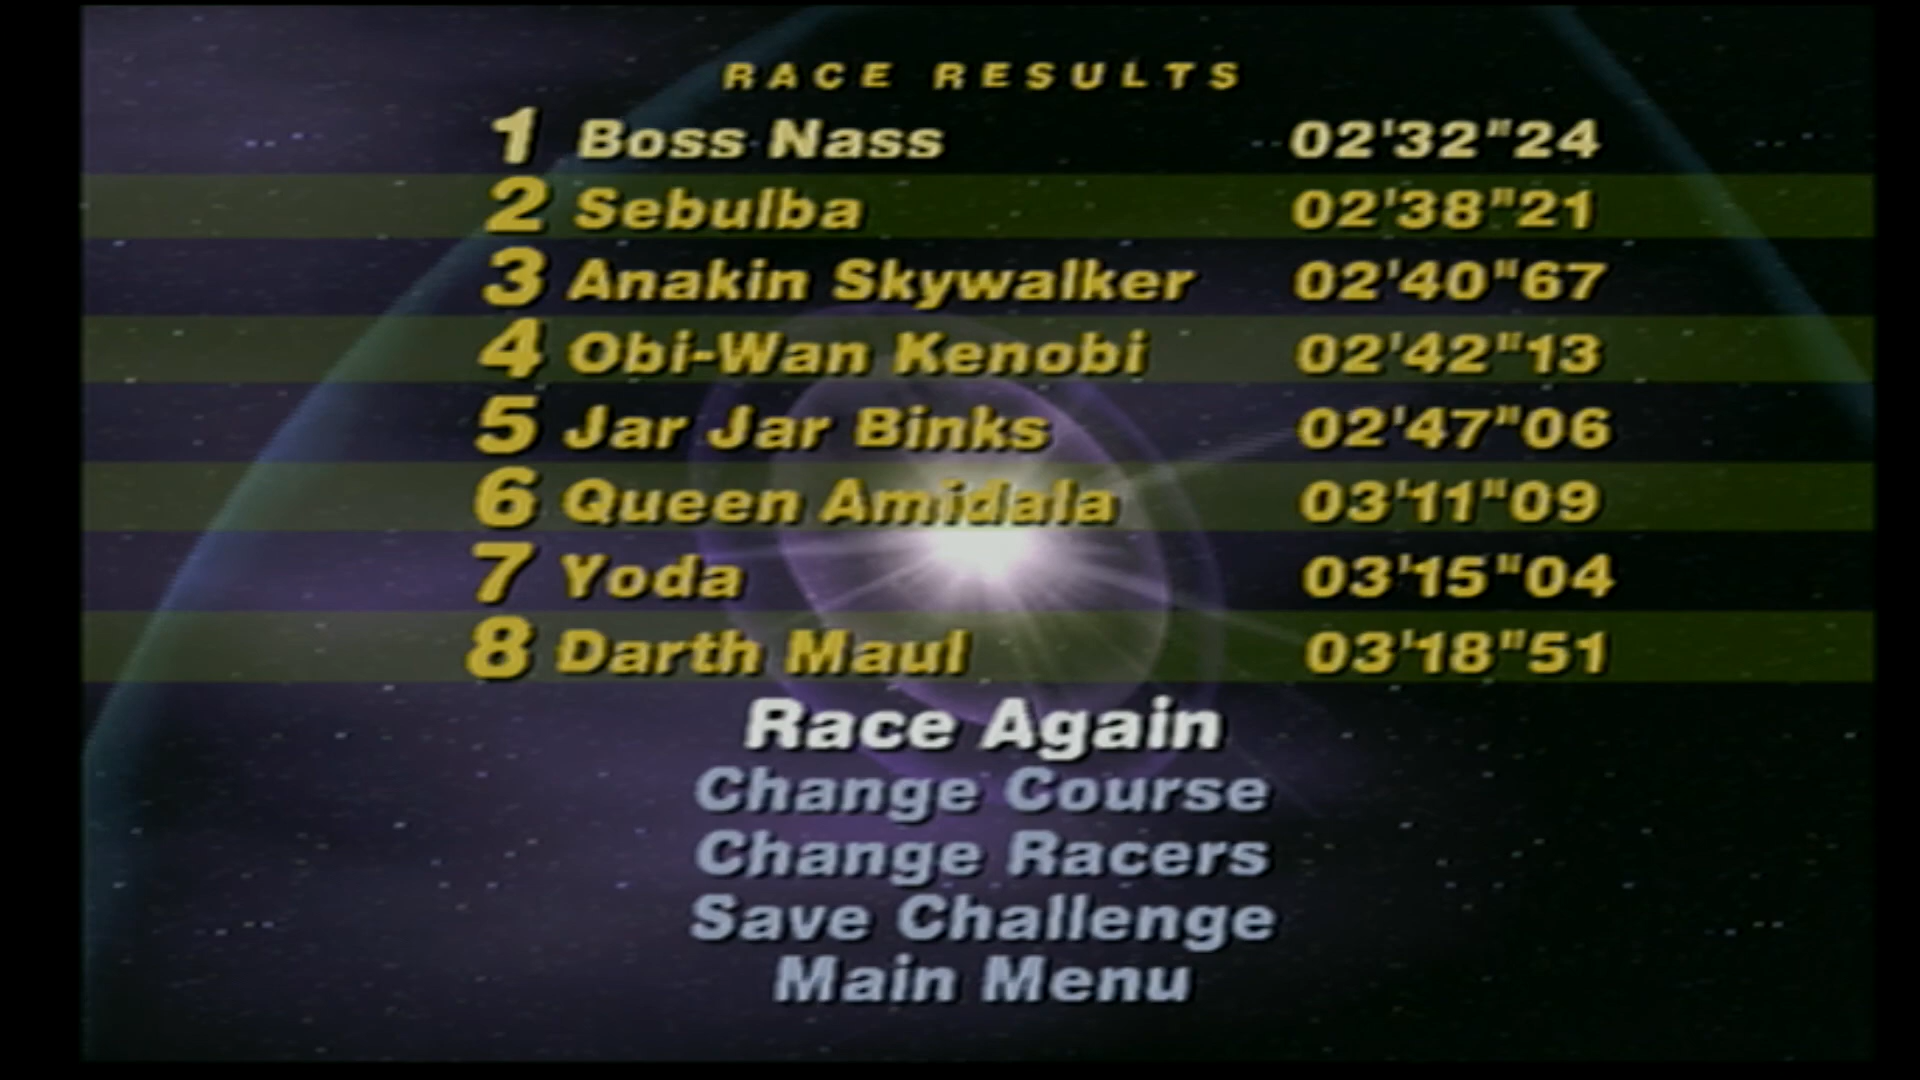 RACE RESULTS
1 Boss Nass 02'32"24
2 Sebulba 02'38"21
3 Anakin Skywalker 02'40"67
4 Obi-Wan Kenobi 02'42"13
5 Jar Jar Binks 02'47"06
6 Queen Amidala 03'11"09
7 Yoda 03'15"04
8 Darth Maul 03'18"51
Race Again
Change Course
Change Racers
Save Challenge
Main Menu